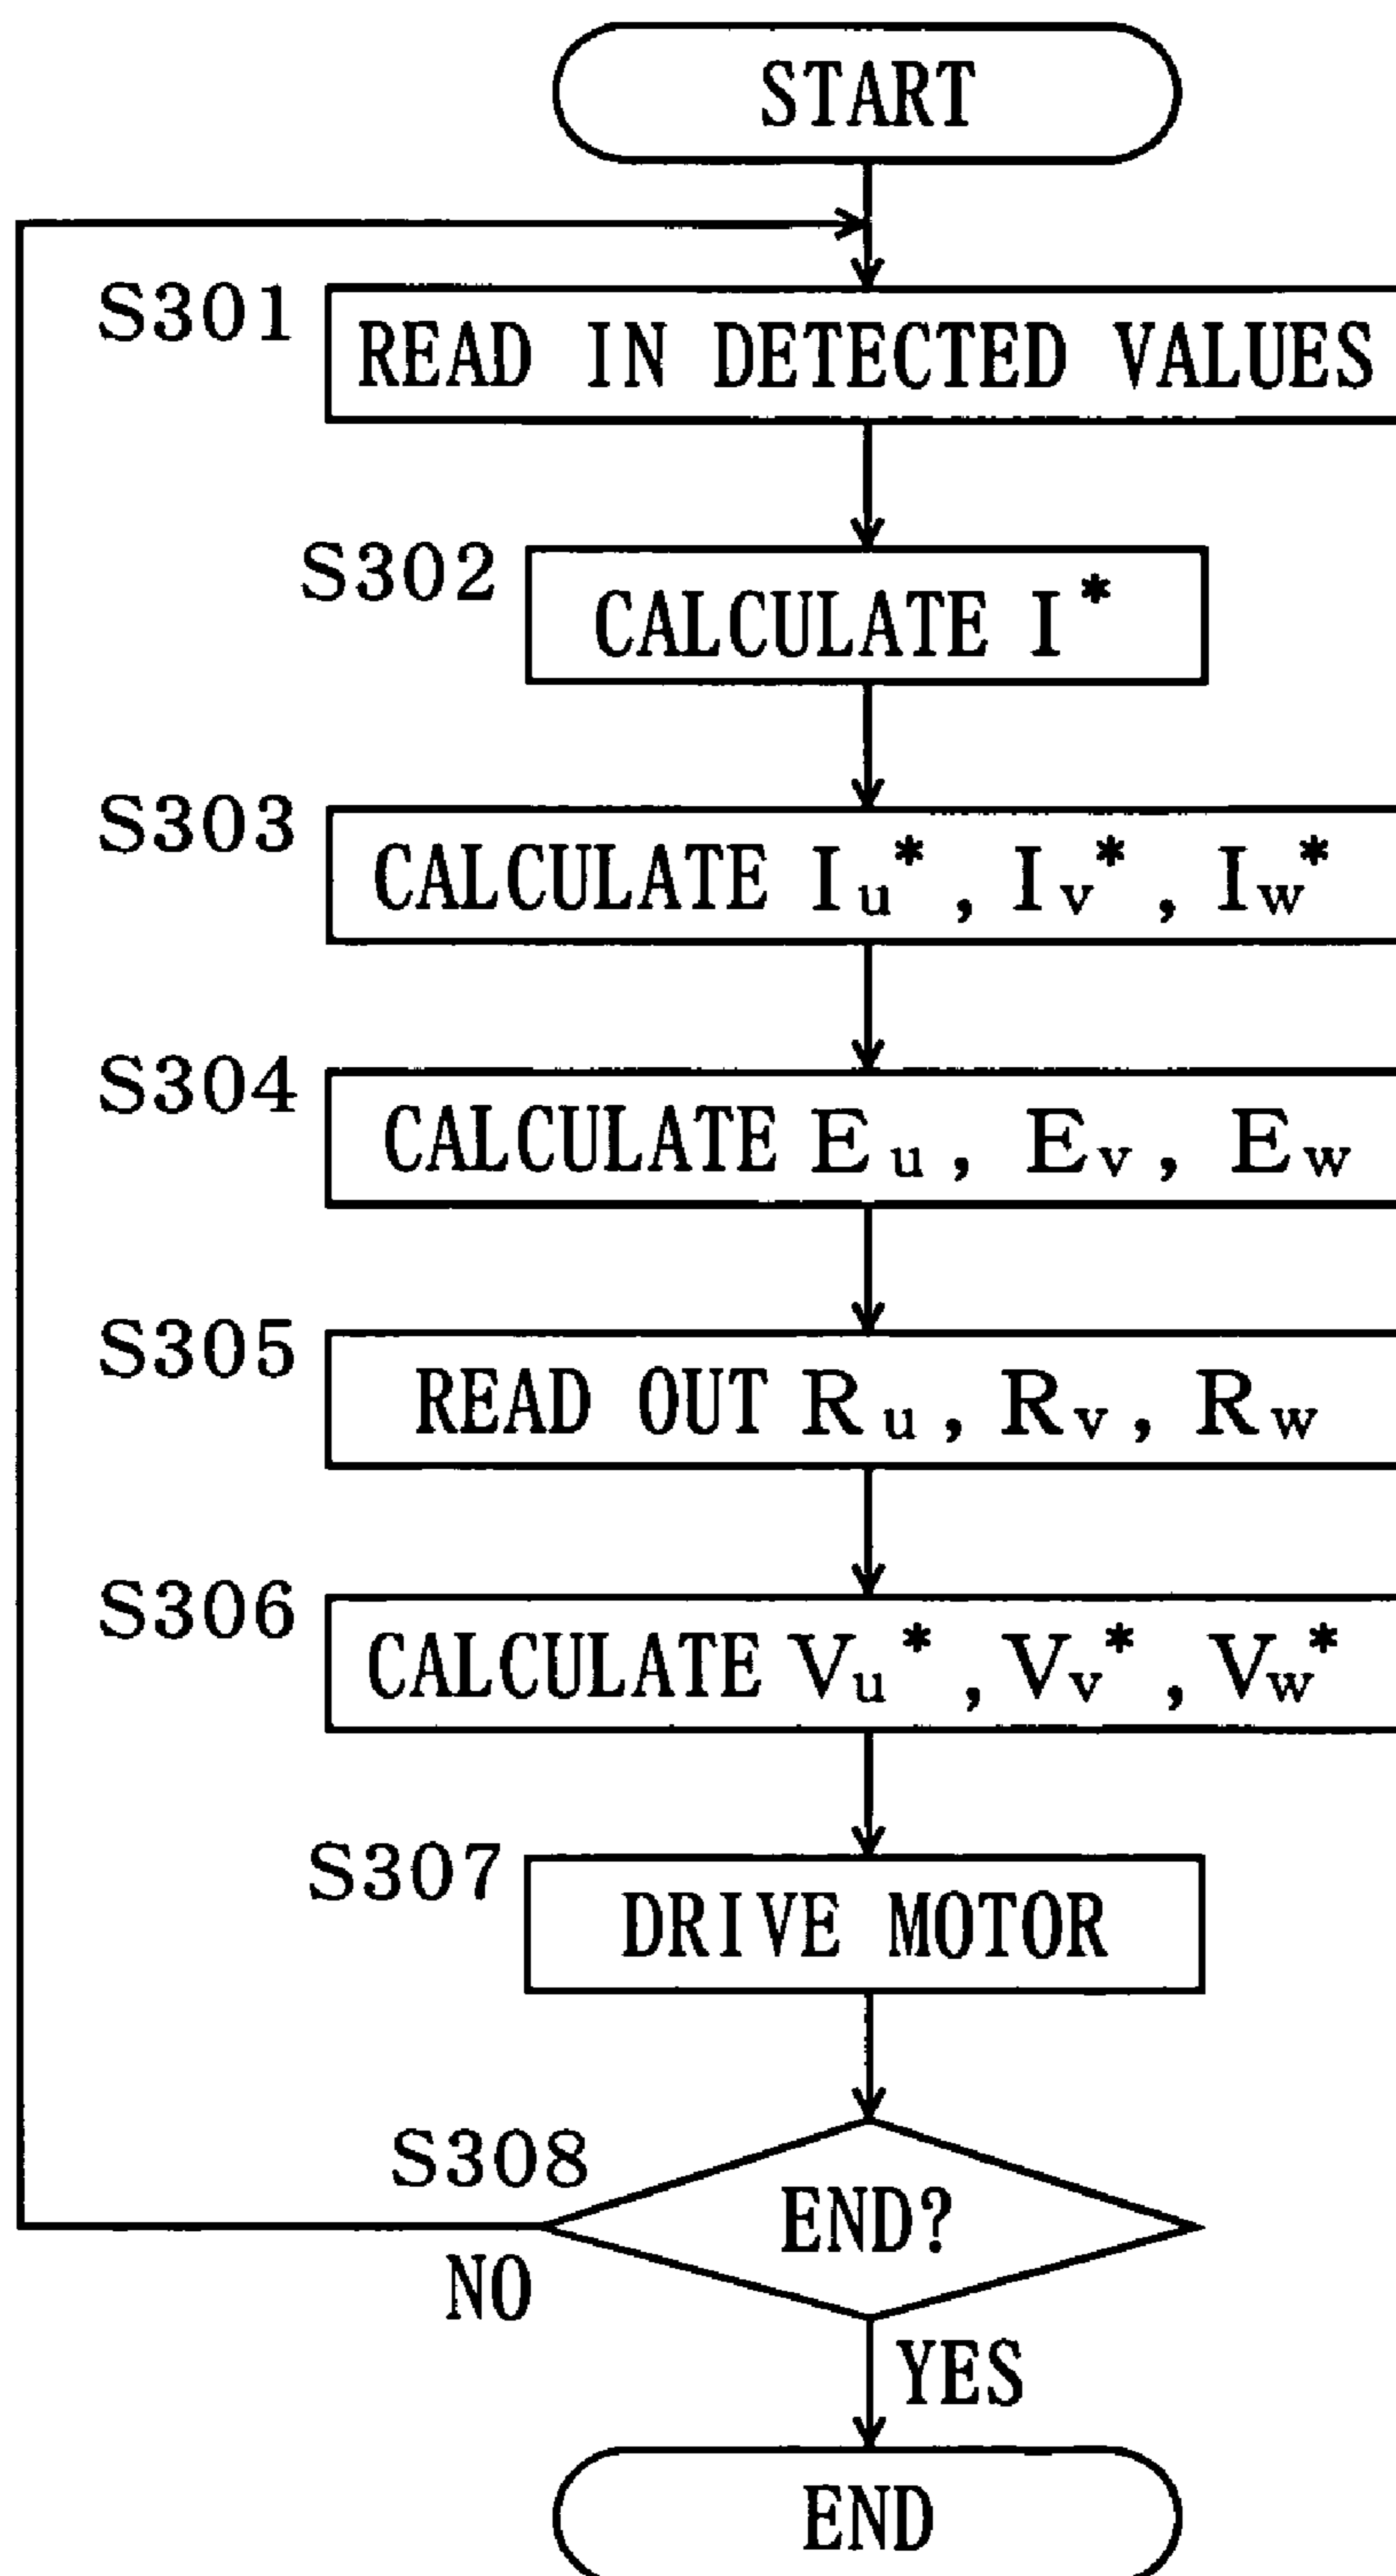 START
S301
READ IN DETECTED VALUES
S302
CALCULATE I*
S303
CALCULATE Iu*, Iv*, Iw*
S304
CALCULATE Eu, Ev, Ew
S305
READ OUT Ru, Rv, Rw
S306
CALCULATE Vu*, Vv*, Vw*
S307
DRIVE MOTOR
S308
END?
NO
YES
END